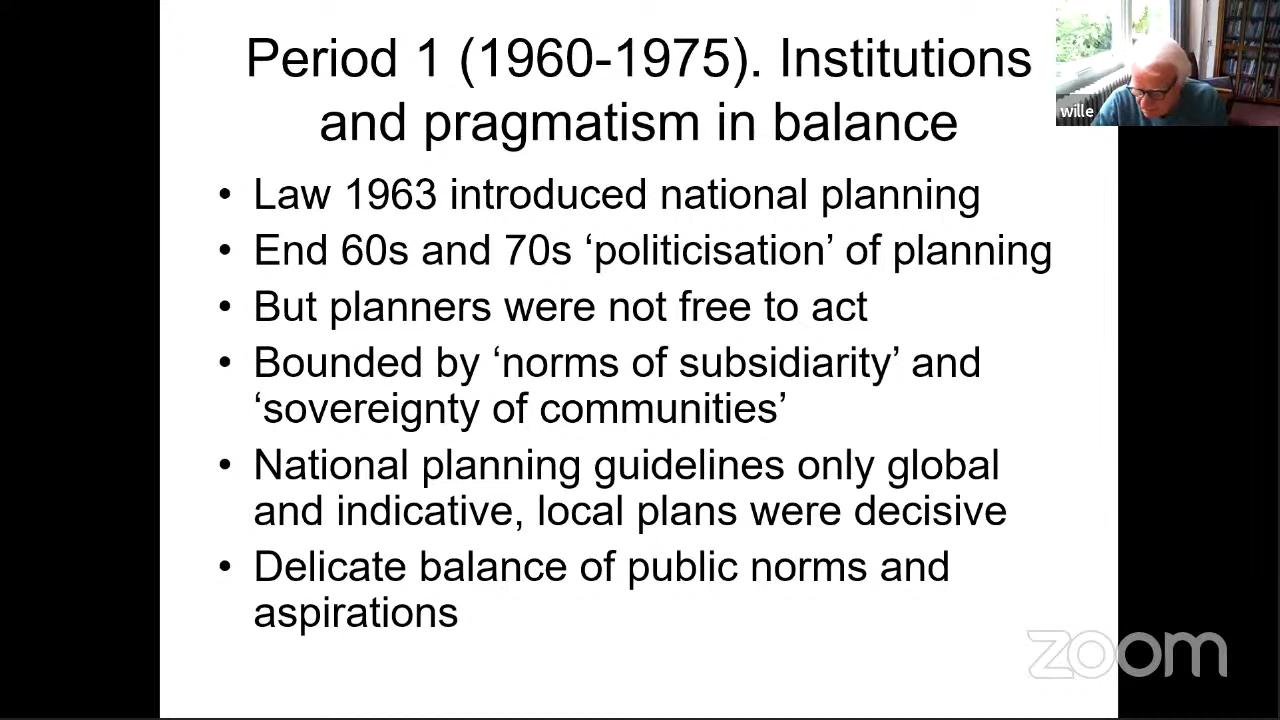 Period 1 (1960-1975). Institutions
and pragmatism in balance
wille
• Law 1963 introduced national planning
• End 60s and 70s ‘politicisation’ of planning
• But planners were not free to act
• Bounded by ‘norms of subsidiarity’ and
‘sovereignty of communities’
• National planning guidelines only global
and indicative, local plans were decisive
• Delicate balance of public norms and
aspirations
zoom